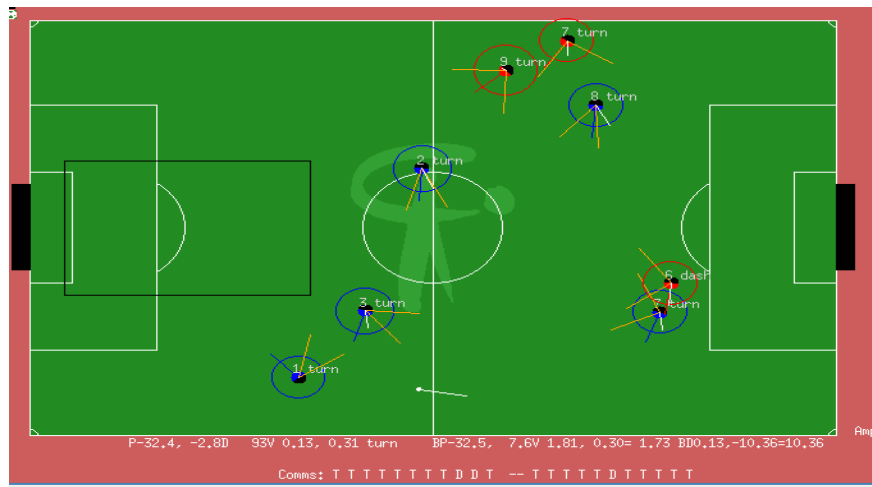 7 turn
9 turn
8 turn
2 turn
6 dash
turn
3 turn
1 turn
Amp
P-32.4, -2.8D 93V 0.13, 0.31 turn BP-32.5, 7.6V 1.81, 0.30= 1.73 BD0.13,-10.36=10.36
Comms: T T T T T T T T D D T -- T T T T T D T T T T T